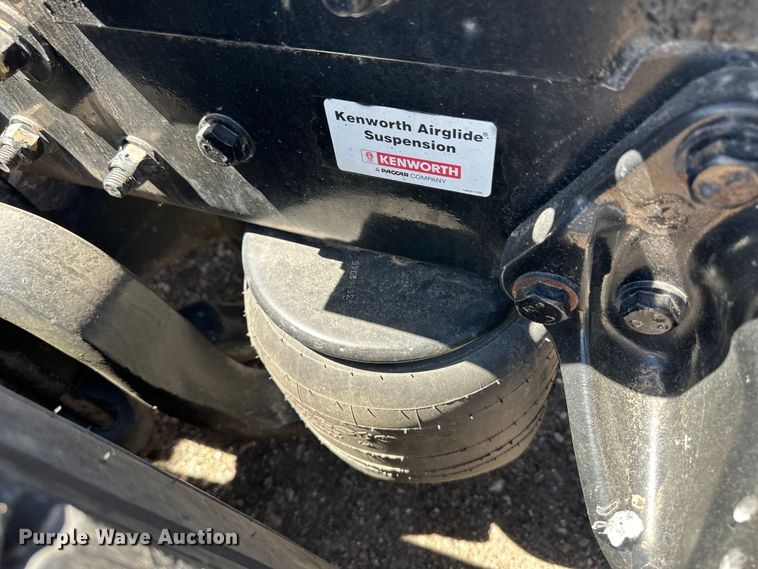 Kenworth Airglide
Suspension
KENWORTH
A PACCAR COMPANY
Purple Wave Auction